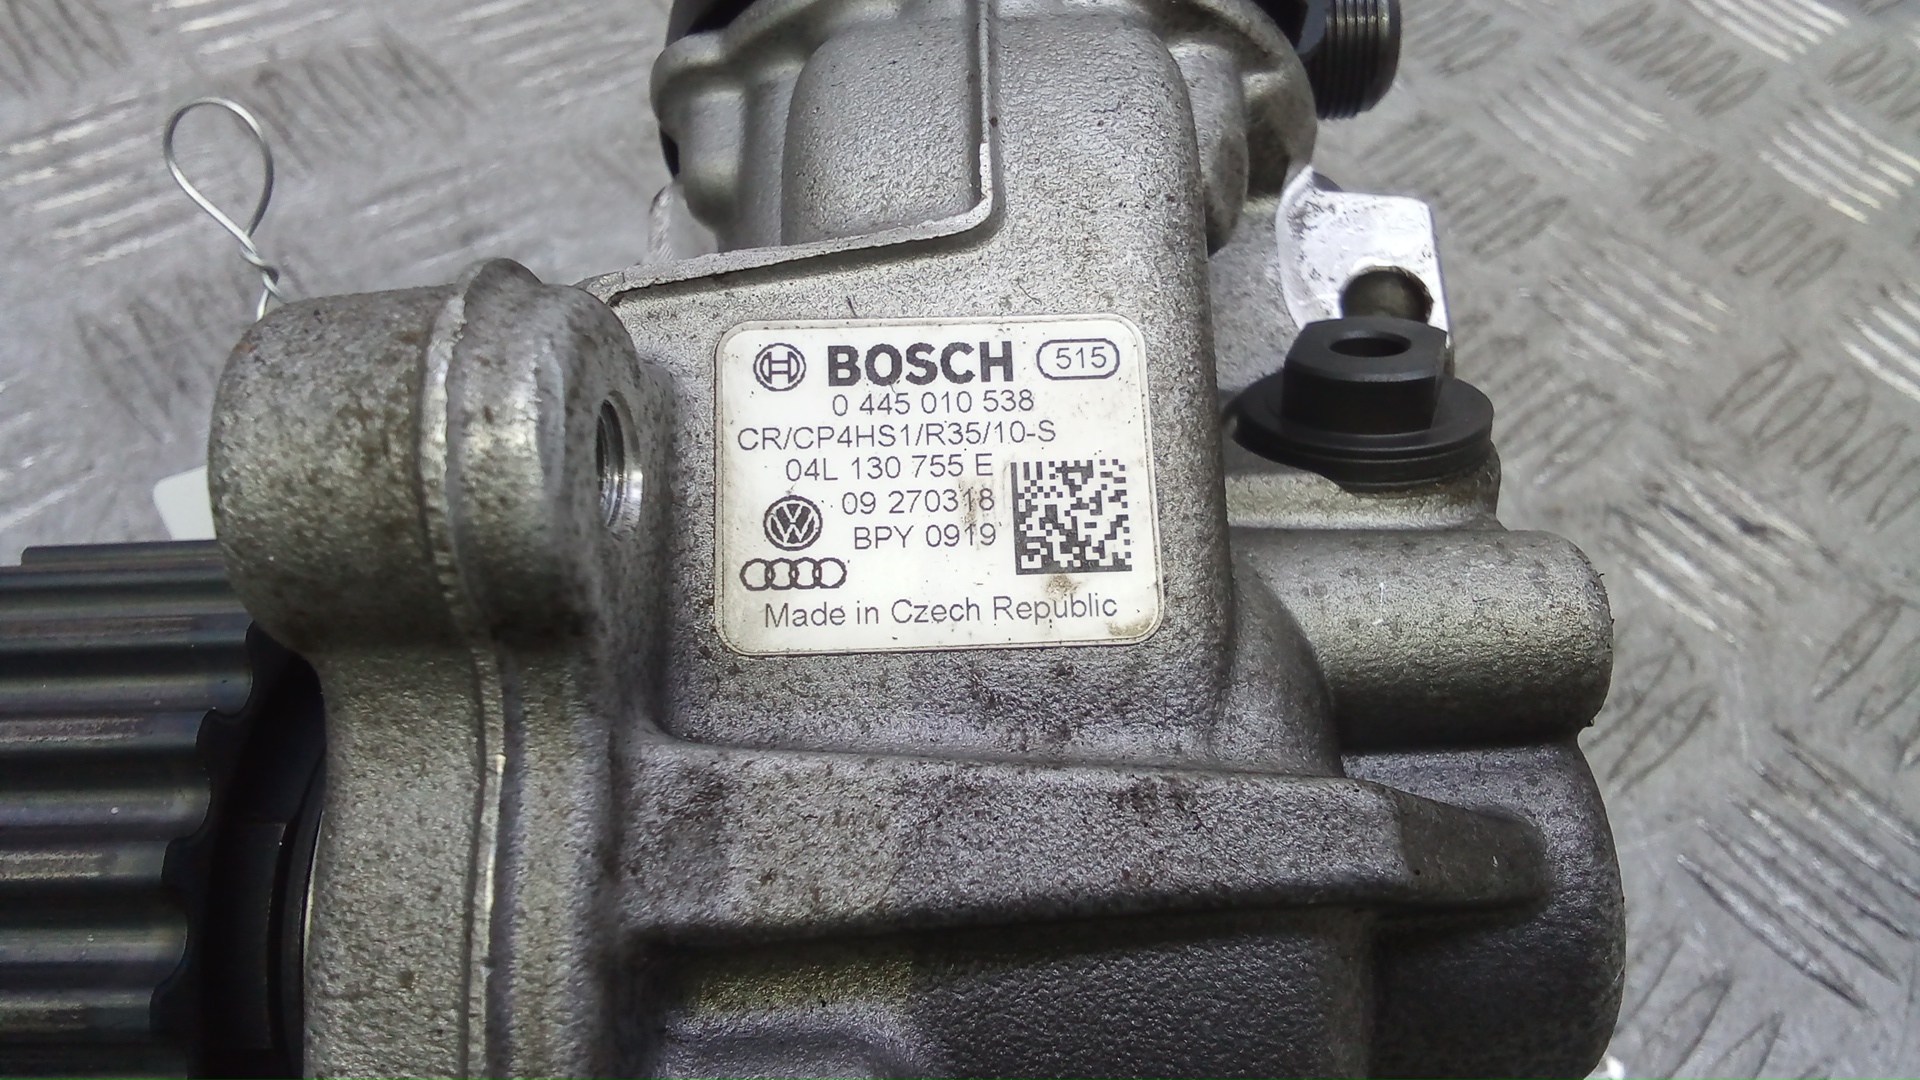 BOSCH 515
0 445 010 538
CR/CP4HS1/R35/10-S
04L 130 755 E
09 270318
BPY 0919
Made in Czech Republic